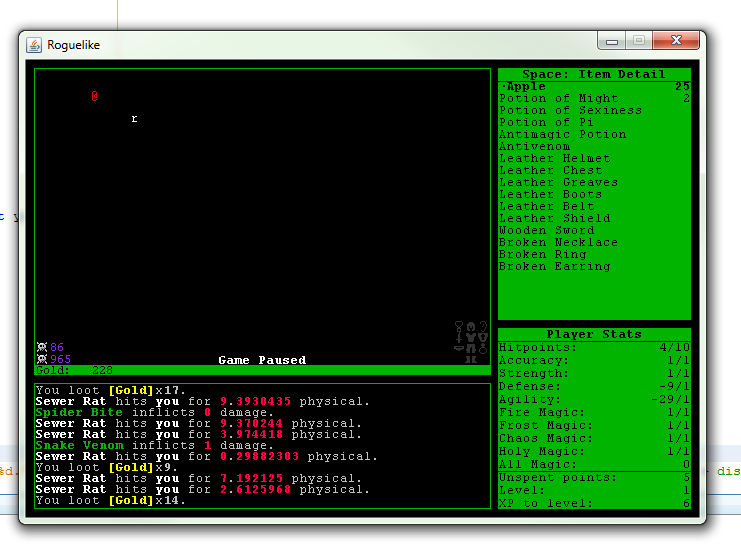 Roguelike
@
r
86
965
Game Paused
Gold: 228
You loot [Gold]x17.
Sewer Rat hits you for 9.3930435 physical.
Spider Bite inflicts 0 damage.
Sewer Rat hits you for 9.370244 physical.
Sewer Rat hits you for 3.974418 physical.
Snake Venom inflicts 1 damage.
Sewer Rat hits you for 0.29882303 physical.
You loot [Gold]x9.
Sewer Rat hits you for 7.192125 physical.
Sewer Rat hits you for 2.6125968 physical.
You loot [Gold]x14.
Space: Item Detail
·Apple 25
Potion of Might 2
Potion of Sexiness
Potion of Pi
Antimagic Potion
Antivenom
Leather Helmet
Leather Chest
Leather Greaves
Leather Boots
Leather Belt
Leather Shield
Wooden Sword
Broken Necklace
Broken Ring
Broken Earring
Player Stats
Hitpoints: 4/10
Accuracy: 1/1
Strength: 1/1
Defense: -9/1
Agility: -29/1
Fire Magic: 1/1
Frost Magic: 1/1
Chaos Magic: 1/1
Holy Magic: 1/1
All Magic: 0
Unspent points: 5
Level: 1
XP to level: 6
%d.
dis